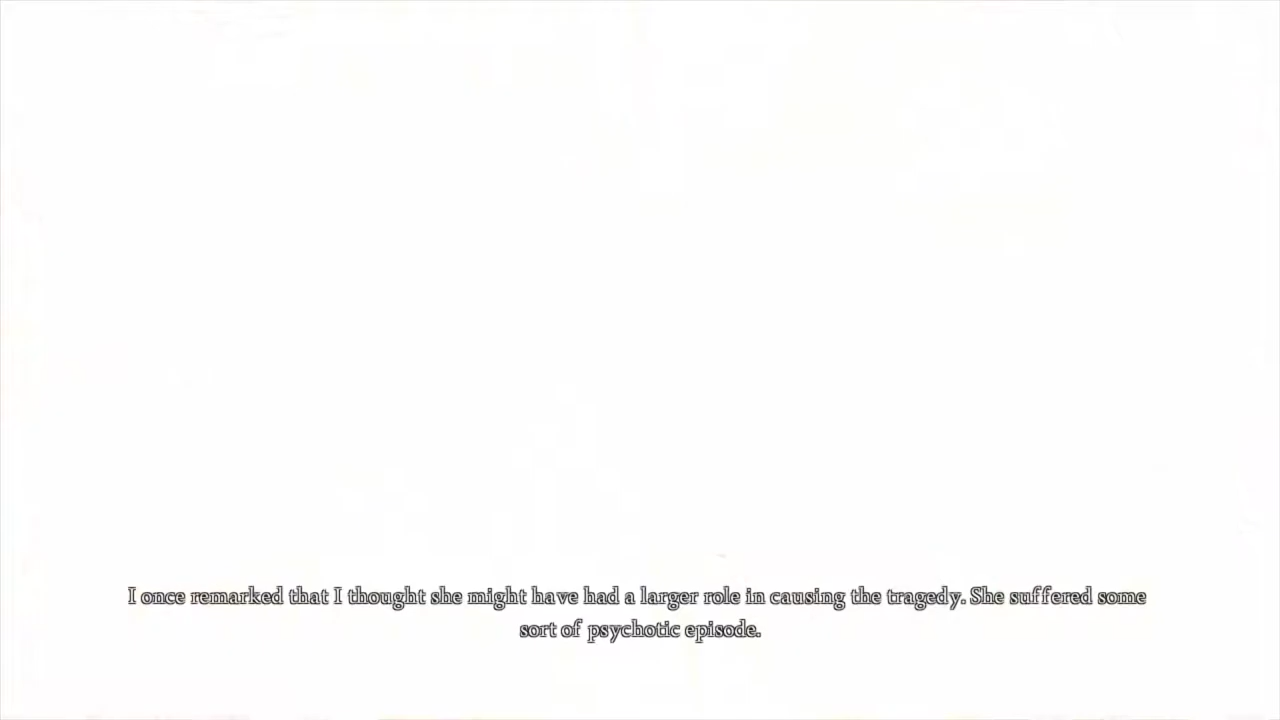 I once remarked that I thought she might have had a larger role in causing the tragedy. She suffered some
sort of psychotic episode.